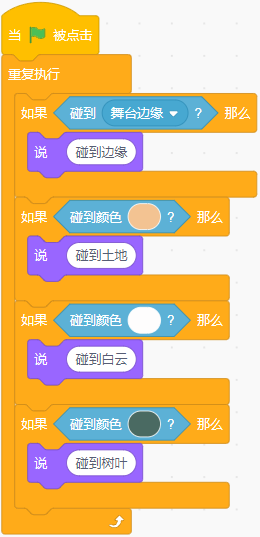 当 被点击
重复执行
如果 碰到 舞台边缘 ? 那么
说 碰到边缘
如果 碰到颜色 ? 那么
说 碰到土地
如果 碰到颜色 ? 那么
说 碰到白云
如果 碰到颜色 ? 那么
说 碰到树叶